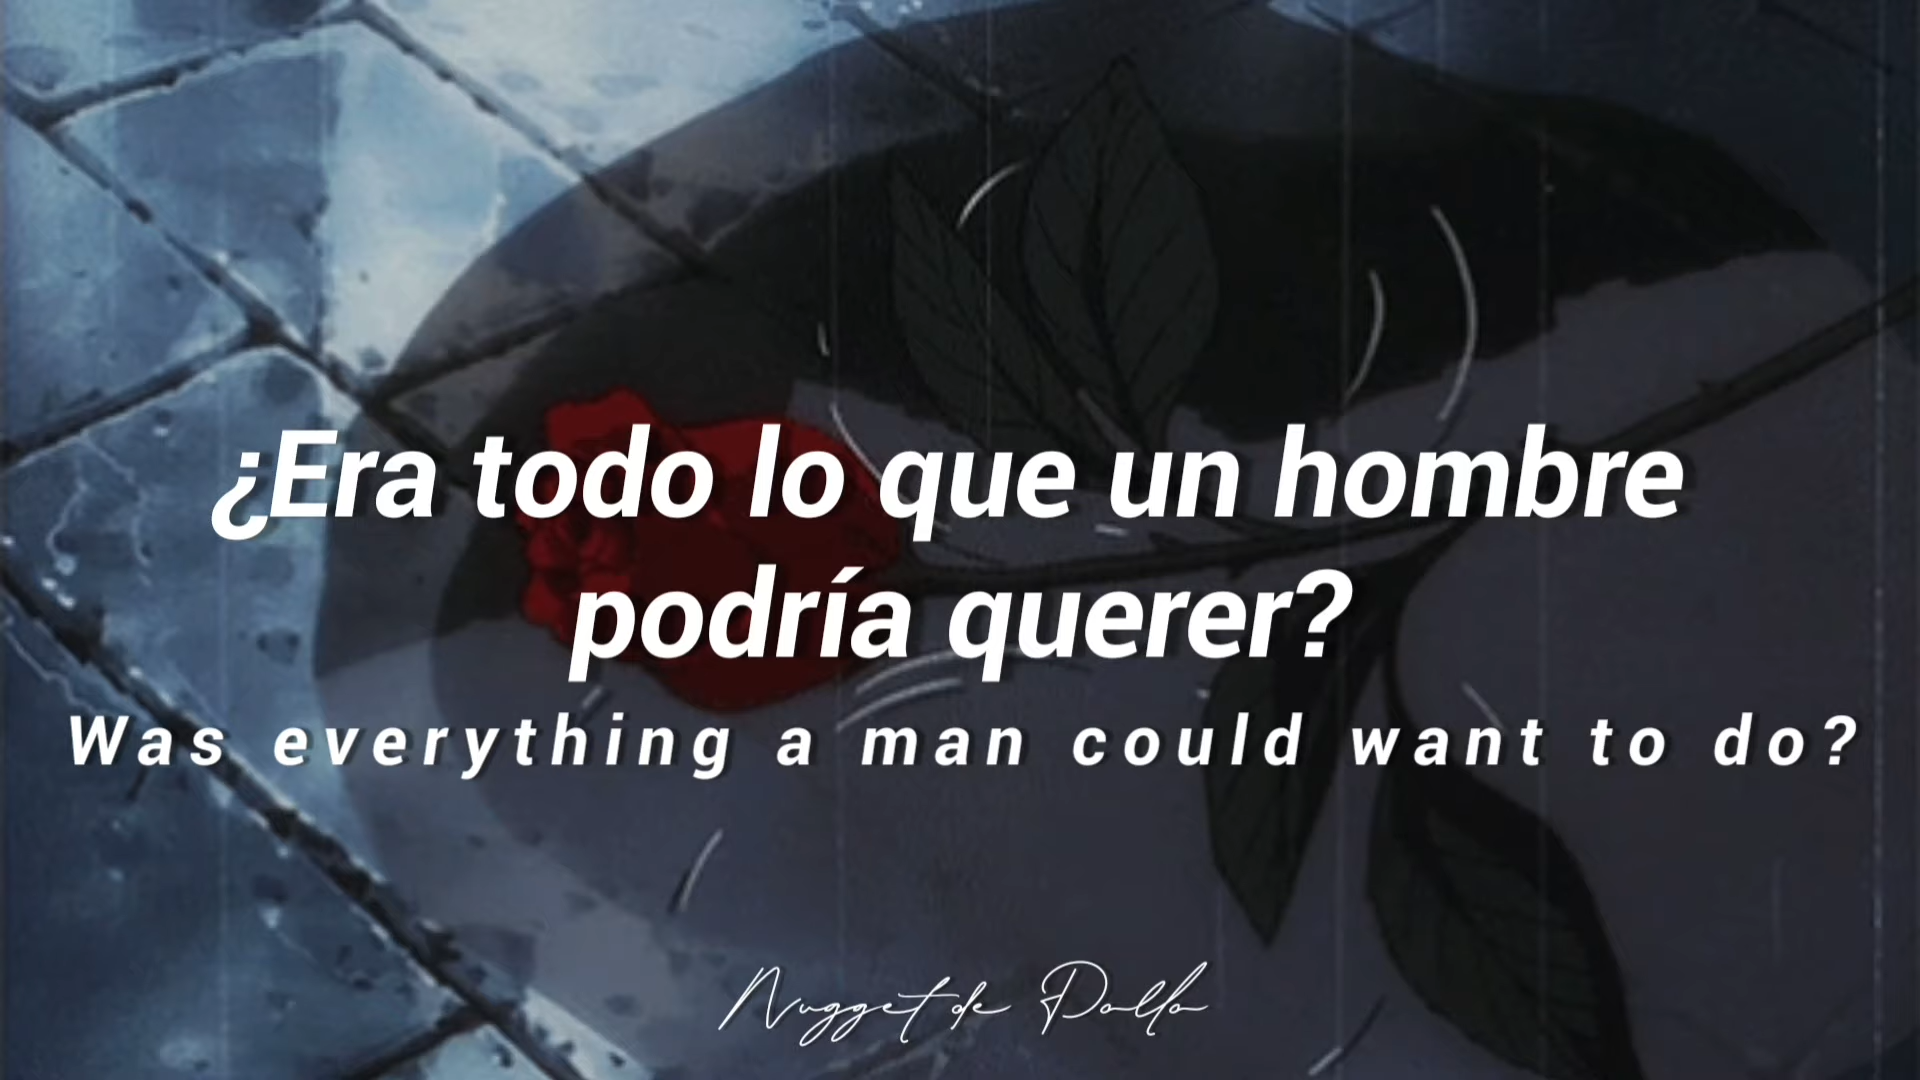 ¿Era todo lo que un hombre
podría querer?
Was everything a man could want to do?
Nugget de Pollo